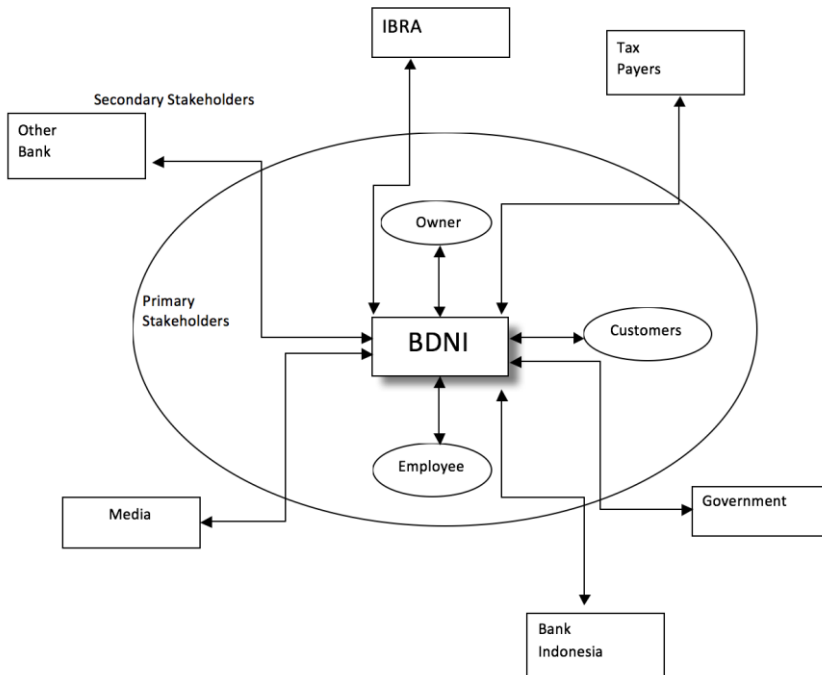 IBRA
Tax
Payers
Secondary Stakeholders
Other
Bank
Owner
Primary
Stakeholders
BDNI
Customers
Employee
Media
Government
Bank
Indonesia